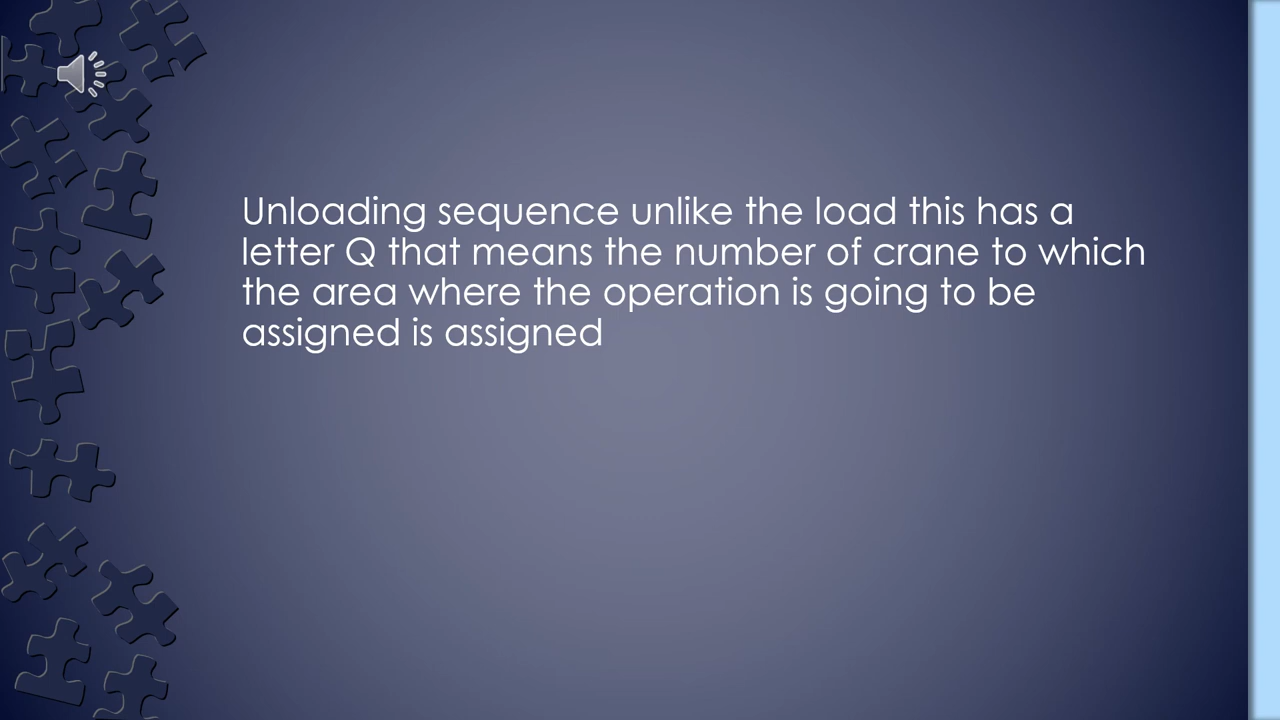 Unloading sequence unlike the load this has a
letter Q that means the number of crane to which
the area where the operation is going to be
assigned is assigned